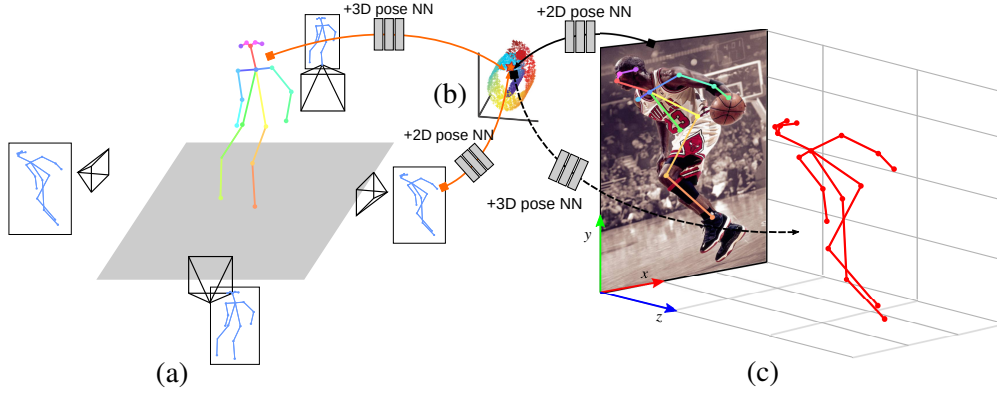 +3D pose NN
+2D pose NN
(b)
+2D pose NN
+3D pose NN
y
x
z
(a)
(c)